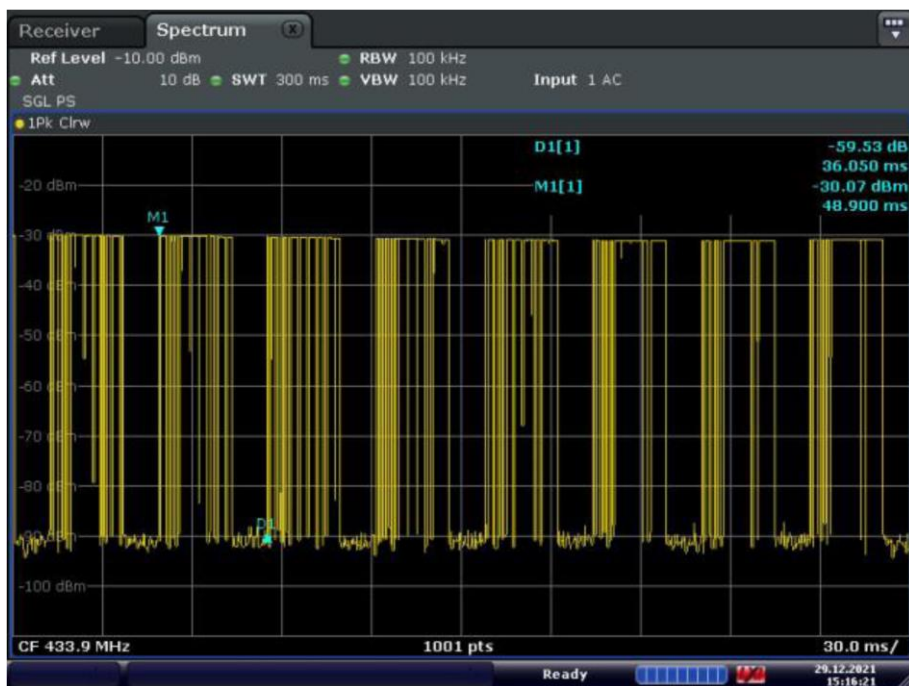 Receiver Spectrum X
Ref Level -10.00 dBm RBW 100 kHz
Att 10 dB SWT 300 ms VBW 100 kHz Input 1 AC
SGL PS
1Pk Clrw
D1[1] -59.53 dB
36.050 ms
M1[1] -30.07 dBm
48.900 ms
-20 dBm
M1
-30 dBm
-40 dBm
-50 dBm
-60 dBm
-70 dBm
-80 dBm
D1
-90 dBm
-100 dBm
CF 433.9 MHz 1001 pts 30.0 ms/
Ready 29.12.2021
15:16:21